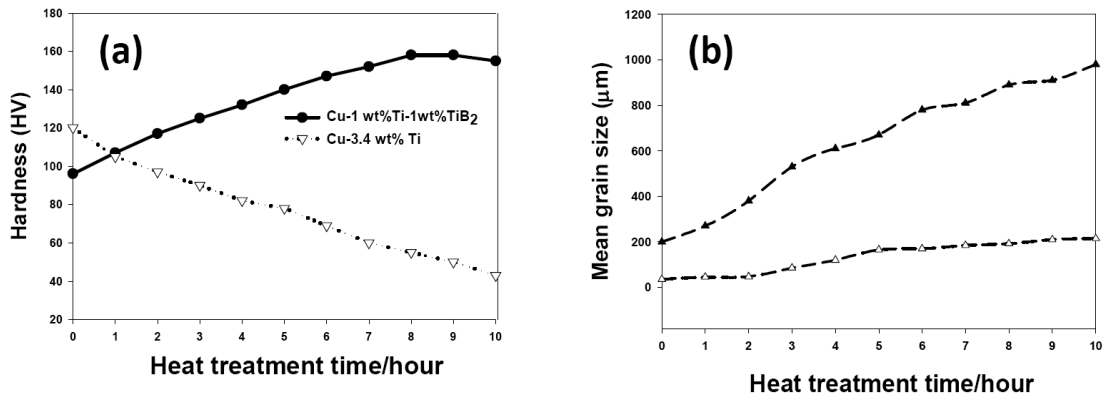 (a)
Hardness (HV)
180
160
140
120
100
80
60
40
20
Cu-1 wt%Ti-1wt%TiB2
Cu-3.4 wt% Ti
0 1 2 3 4 5 6 7 8 9 10
Heat treatment time/hour
(b)
Mean grain size (μm)
1200
1000
800
600
400
200
0
0 1 2 3 4 5 6 7 8 9 10
Heat treatment time/hour